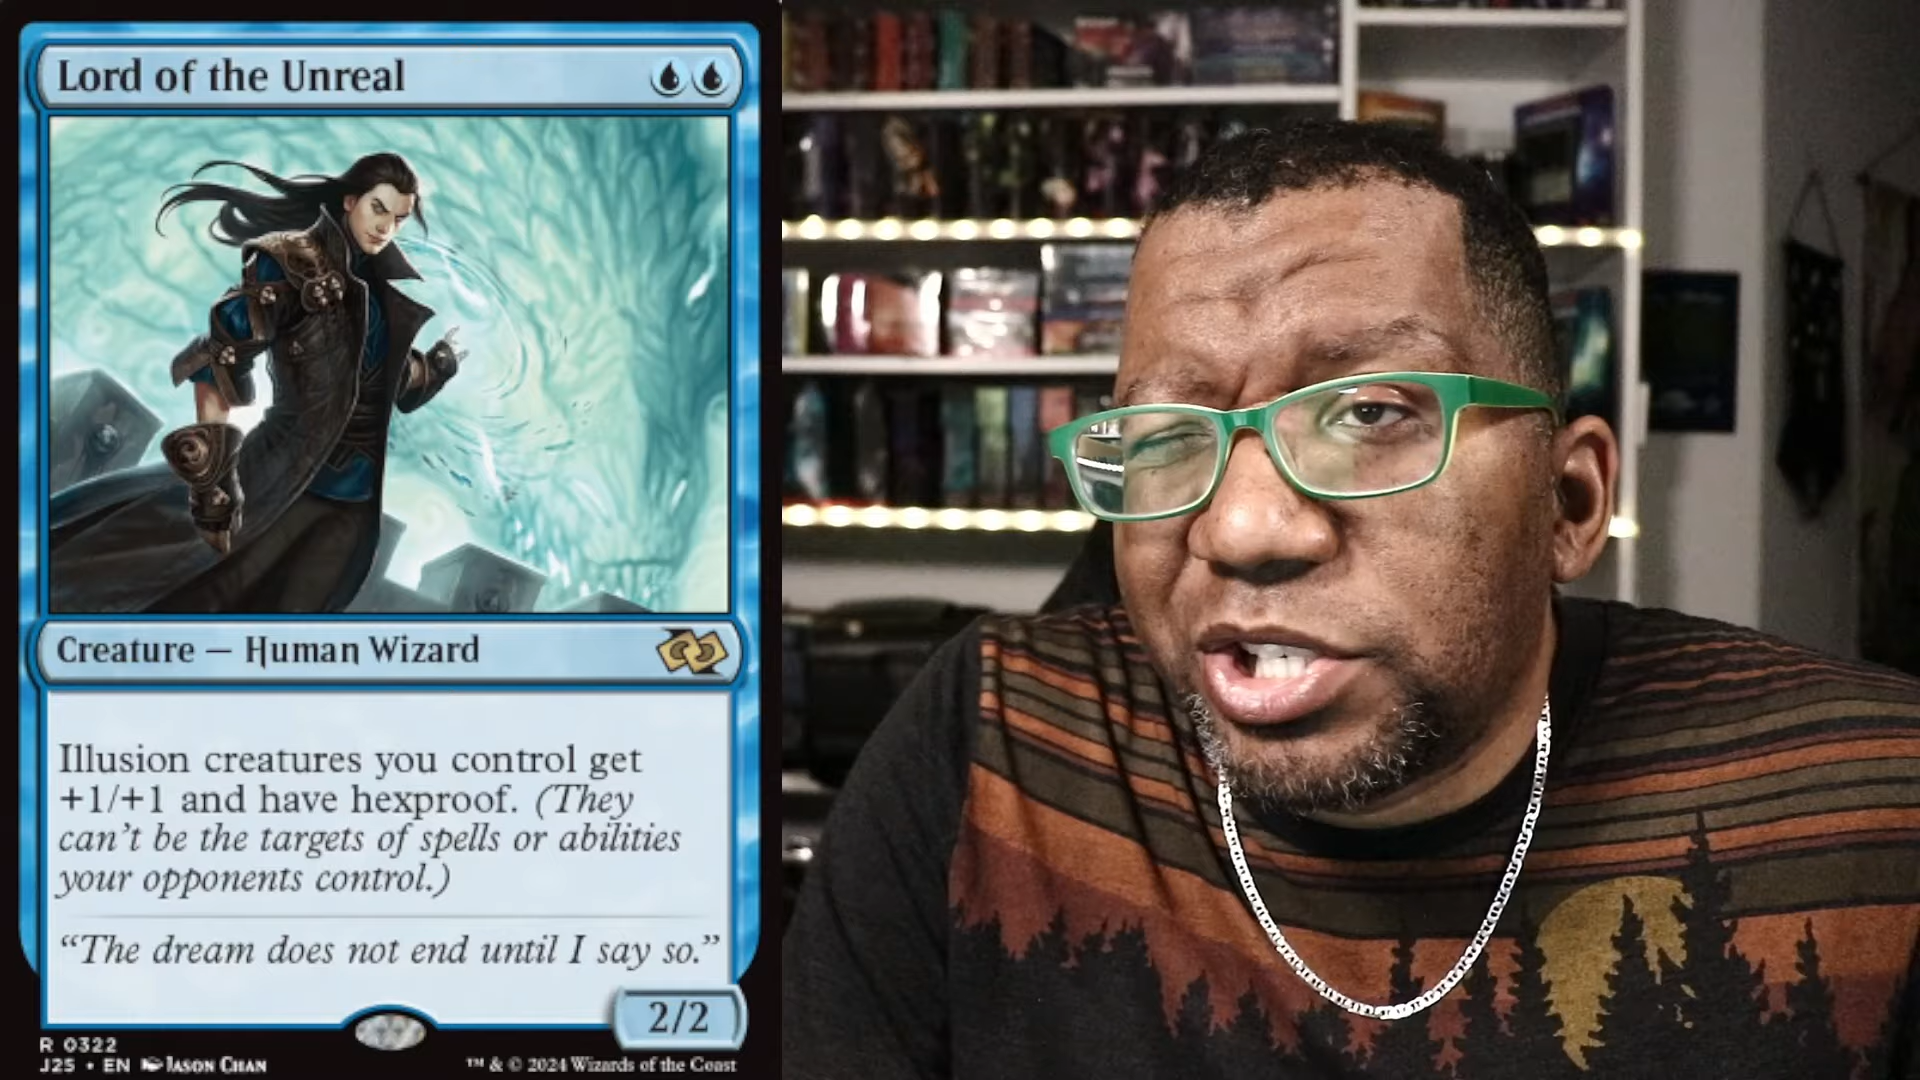 Lord of the Unreal
Creature — Human Wizard
Illusion creatures you control get
+1/+1 and have hexproof. (They
can't be the targets of spells or abilities
your opponents control.)
“The dream does not end until I say so.”
2/2
R 0322
J25 • EN Jason Chan
™ & © 2024 Wizards of the Coast